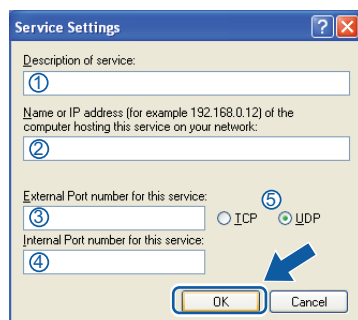 Service Settings
Description of service:
①
Name or IP address (for example 192.168.0.12) of the
computer hosting this service on your network:
②
External Port number for this service:
⑤
③
TCP
UDP
Internal Port number for this service:
④
OK
Cancel